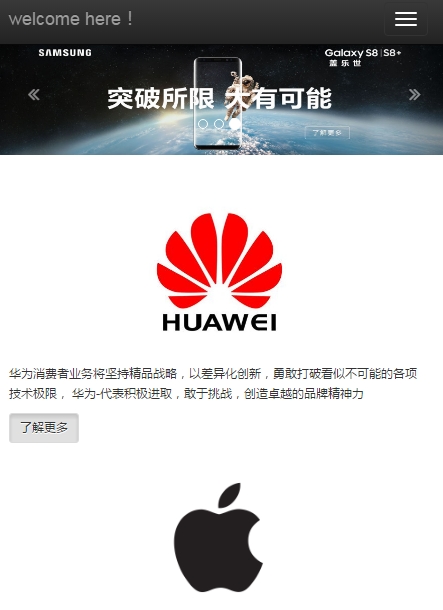 welcome here！
SAMSUNG
Galaxy S8 | S8+
盖乐世
突破所限 大有可能
了解更多
HUAWEI
华为消费者业务将坚持精品战略，以差异化创新，勇敢打破看似不可能的各项
技术极限， 华为-代表积极进取，敢于挑战，创造卓越的品牌精神力
了解更多